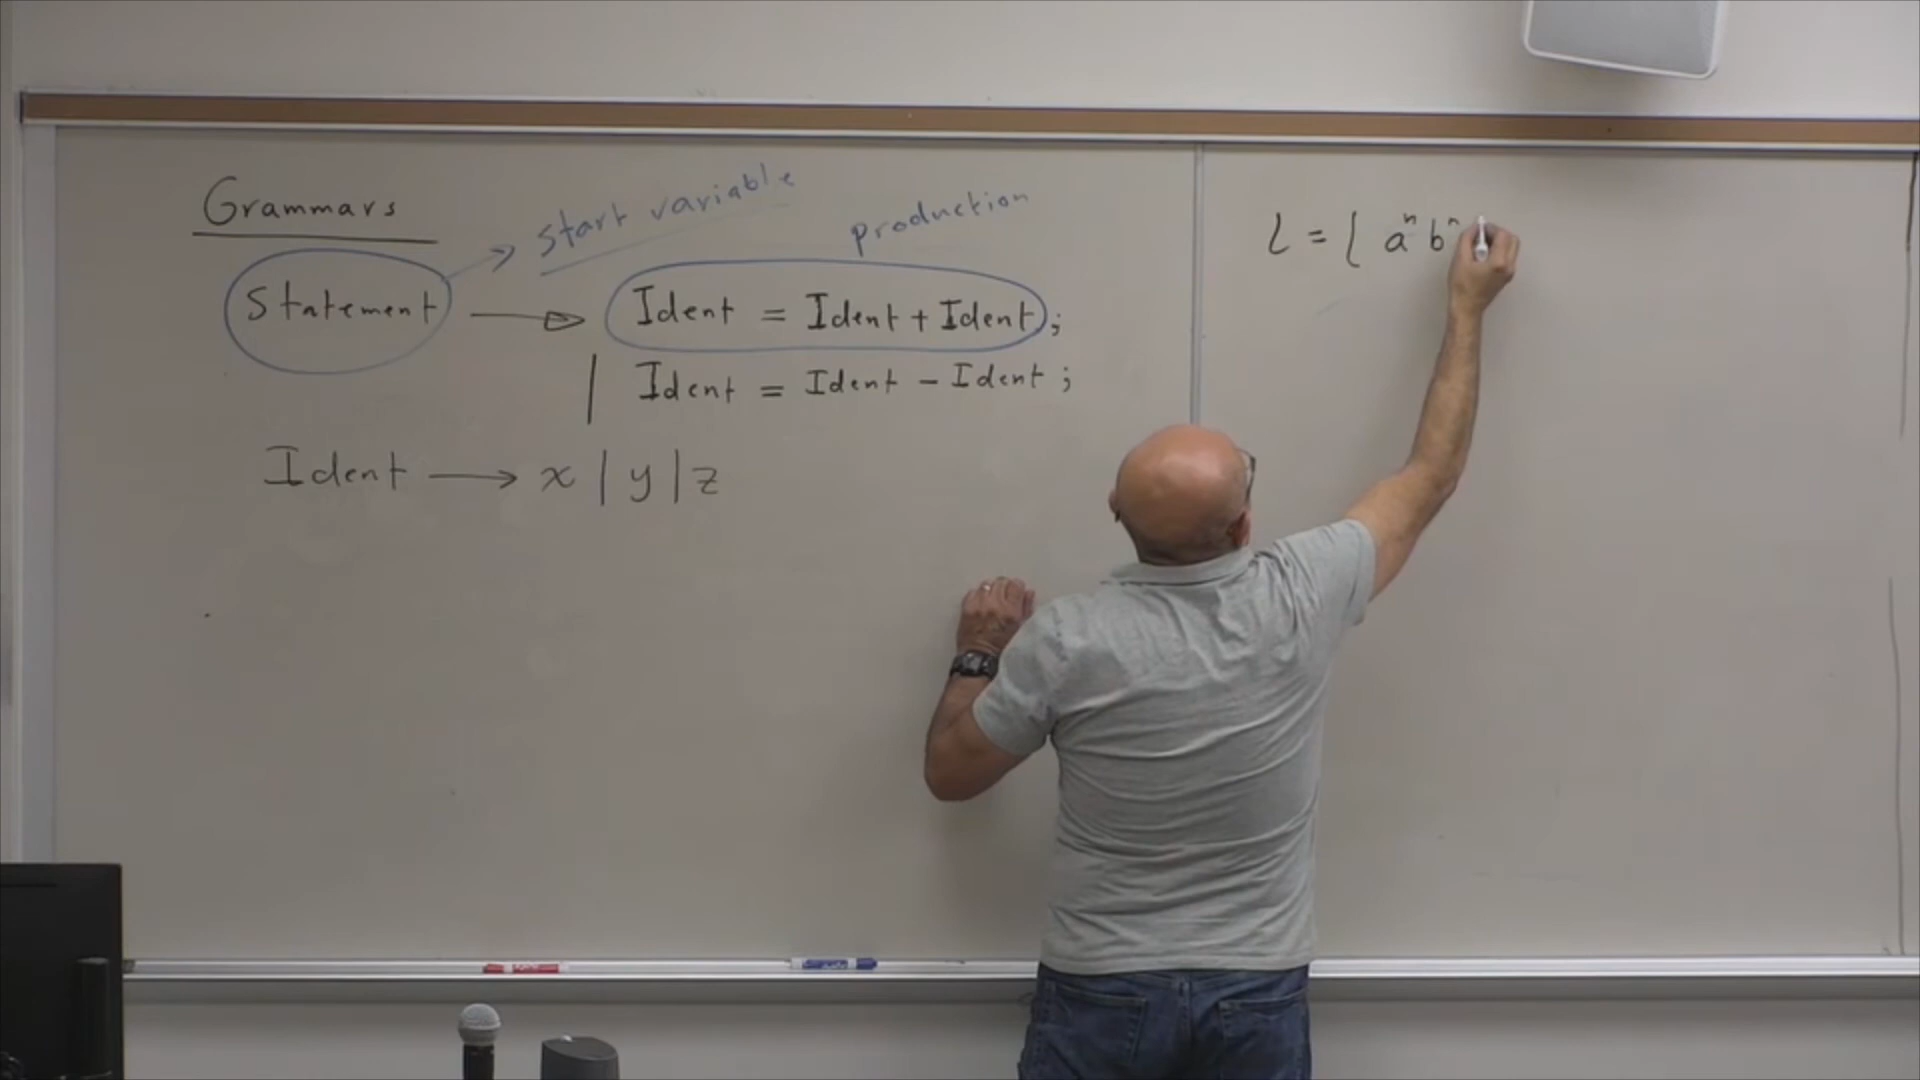 Grammars
start variable
production
Statement → Ident = Ident + Ident ;
| Ident = Ident - Ident ;
Ident → x | y | z
L = { aⁿ bⁿ